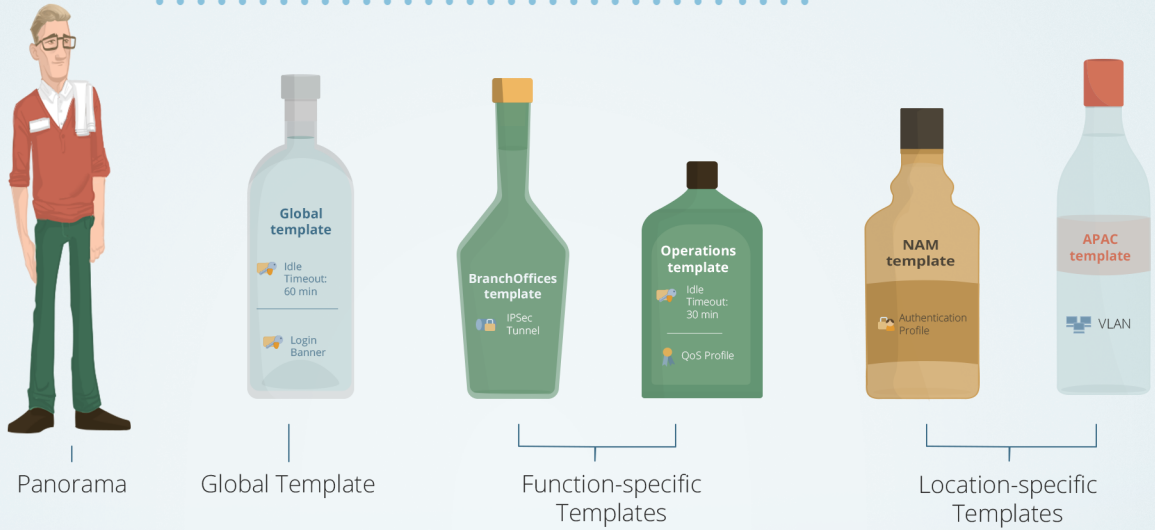 Global
template
Idle
Timeout:
60 min
Login
Banner
BranchOffices
template
IPSec
Tunnel
Operations
template
Idle
Timeout:
30 min
QoS Profile
NAM
template
Authentication
Profile
APAC
template
VLAN
Panorama
Global Template
Function-specific
Templates
Location-specific
Templates